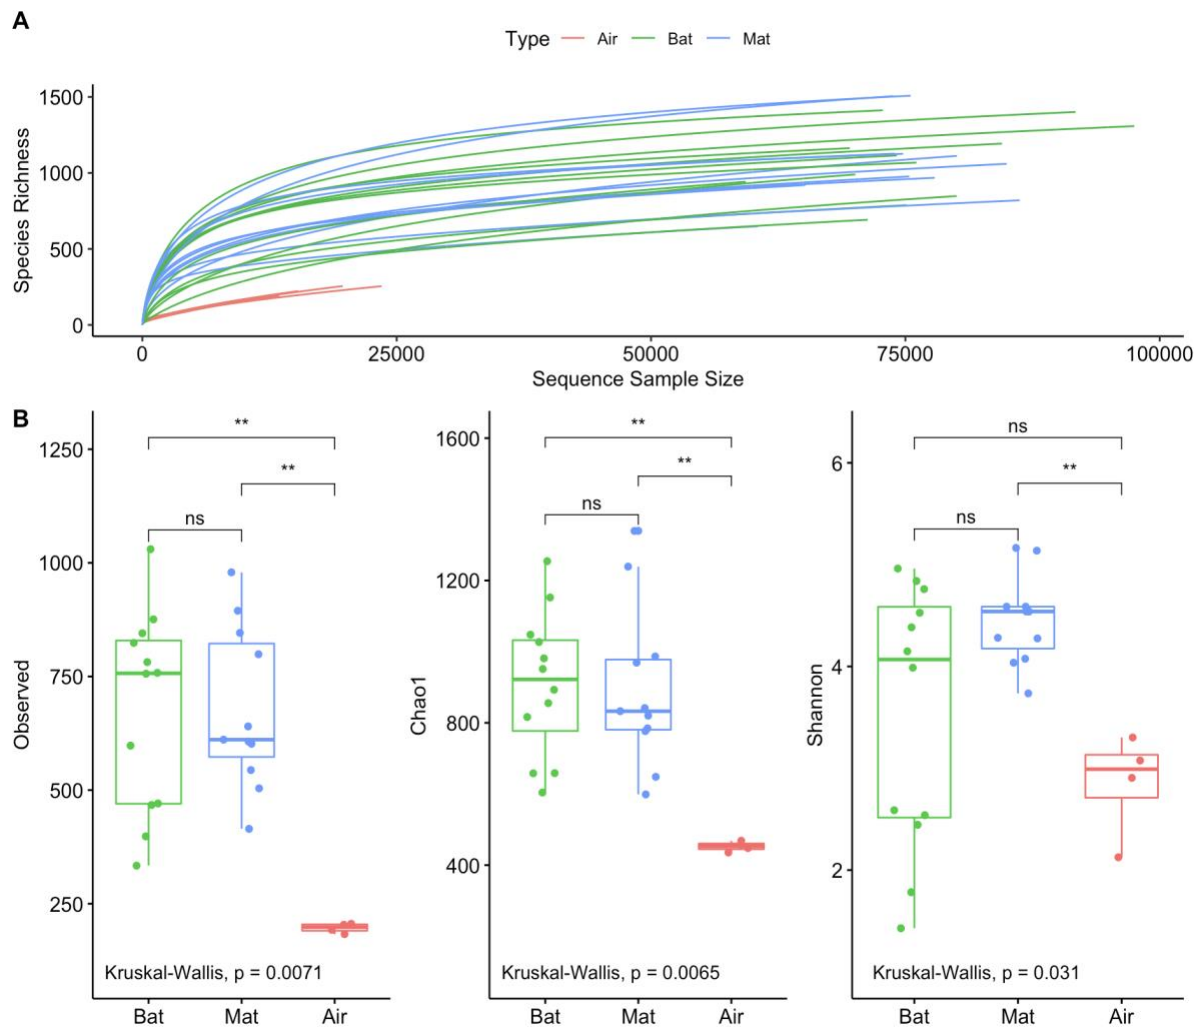 A
Type Air Bat Mat
Species Richness
1500
1000
500
0
0 25000 50000 75000 100000
Sequence Sample Size
B
Observed
1250
1000
750
500
250
**
**
ns
Kruskal-Wallis, p = 0.0071
Bat Mat Air
Chao1
1600
1200
800
400
**
**
ns
Kruskal-Wallis, p = 0.0065
Bat Mat Air
Shannon
6
4
2
ns
**
ns
Kruskal-Wallis, p = 0.031
Bat Mat Air